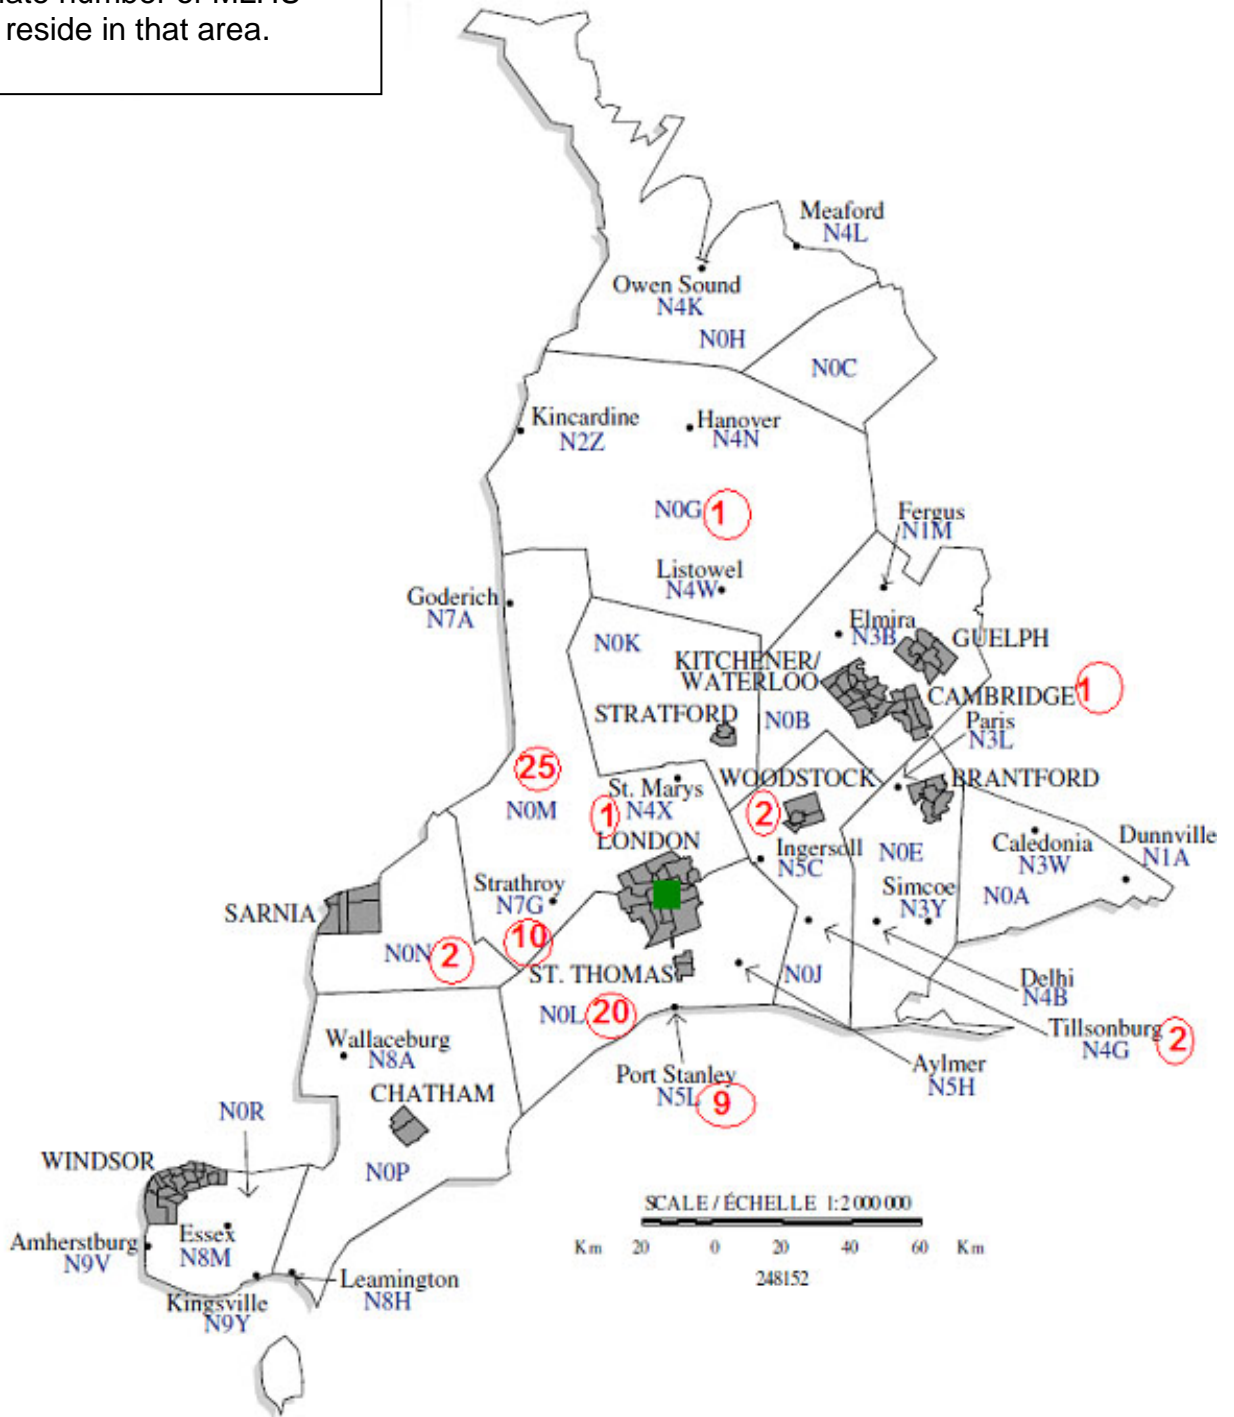 reside in that area.
Meaford
N4L
Owen Sound
N4K
N0H
N0C
Kincardine
N2Z
Hanover
N4N
N0G 1
Fergus
N1M
Listowel
N4W
Goderich
N7A
Elmira
N3B
GUELPH
N0K
KITCHENER/
WATERLOO
CAMBRIDGE 1
STRATFORD
N0B
Paris
N3L
25
N0M
St. Marys
1 N4X
WOODSTOCK
2
BRANTFORD
LONDON
Ingersoll
N5C
N0E
Caledonia
N3W
Dunnville
N1A
Strathroy
N7G
10
Simcoe
N3Y
N0A
SARNIA
N0N 2
ST. THOMAS
N0J
Delhi
N4B
N0L 20
Tillsonburg
N4G 2
Wallaceburg
N8A
Port Stanley
N5L 9
Aylmer
N5H
CHATHAM
N0R
WINDSOR
N0P
SCALE / ÉCHELLE 1:2 000 000
Km 20 0 20 40 60 Km
248152
Amherstburg
N9V
Essex
N8M
Leamington
N8H
Kingsville
N9Y